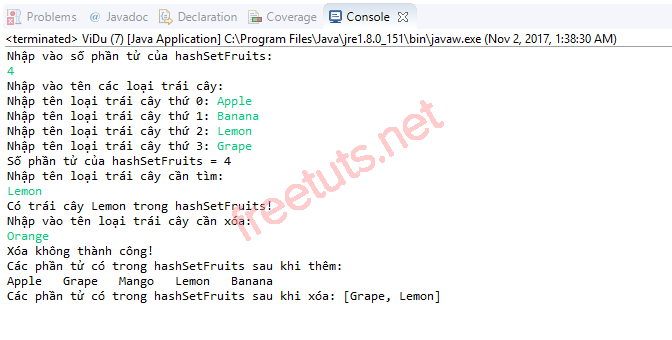 Problems @ Javadoc Declaration Coverage Console
<terminated> ViDu (7) [Java Application] C:\Program Files\Java\jre1.8.0_151\bin\javaw.exe (Nov 2, 2017, 1:38:30 AM)
Nhập vào số phần tử của hashSetFruits:
4
Nhập vào tên các loại trái cây:
Nhập tên loại trái cây thứ 0: Apple
Nhập tên loại trái cây thứ 1: Banana
Nhập tên loại trái cây thứ 2: Lemon
Nhập tên loại trái cây thứ 3: Grape
Số phần tử của hashSetFruits = 4
Nhập tên loại trái cây cần tìm:
Lemon
Có trái cây Lemon trong hashSetFruits!
Nhập vào tên loại trái cây cần xóa:
Orange
Xóa không thành công!
Các phần tử có trong hashSetFruits sau khi thêm:
Apple Grape Mango Lemon Banana
Các phần tử có trong hashSetFruits sau khi xóa: [Grape, Lemon]
freetuts.net